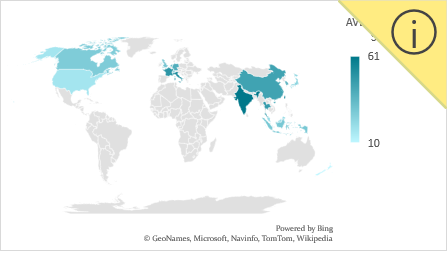 61
10
Powered by Bing
© GeoNames, Microsoft, Navinfo, TomTom, Wikipedia